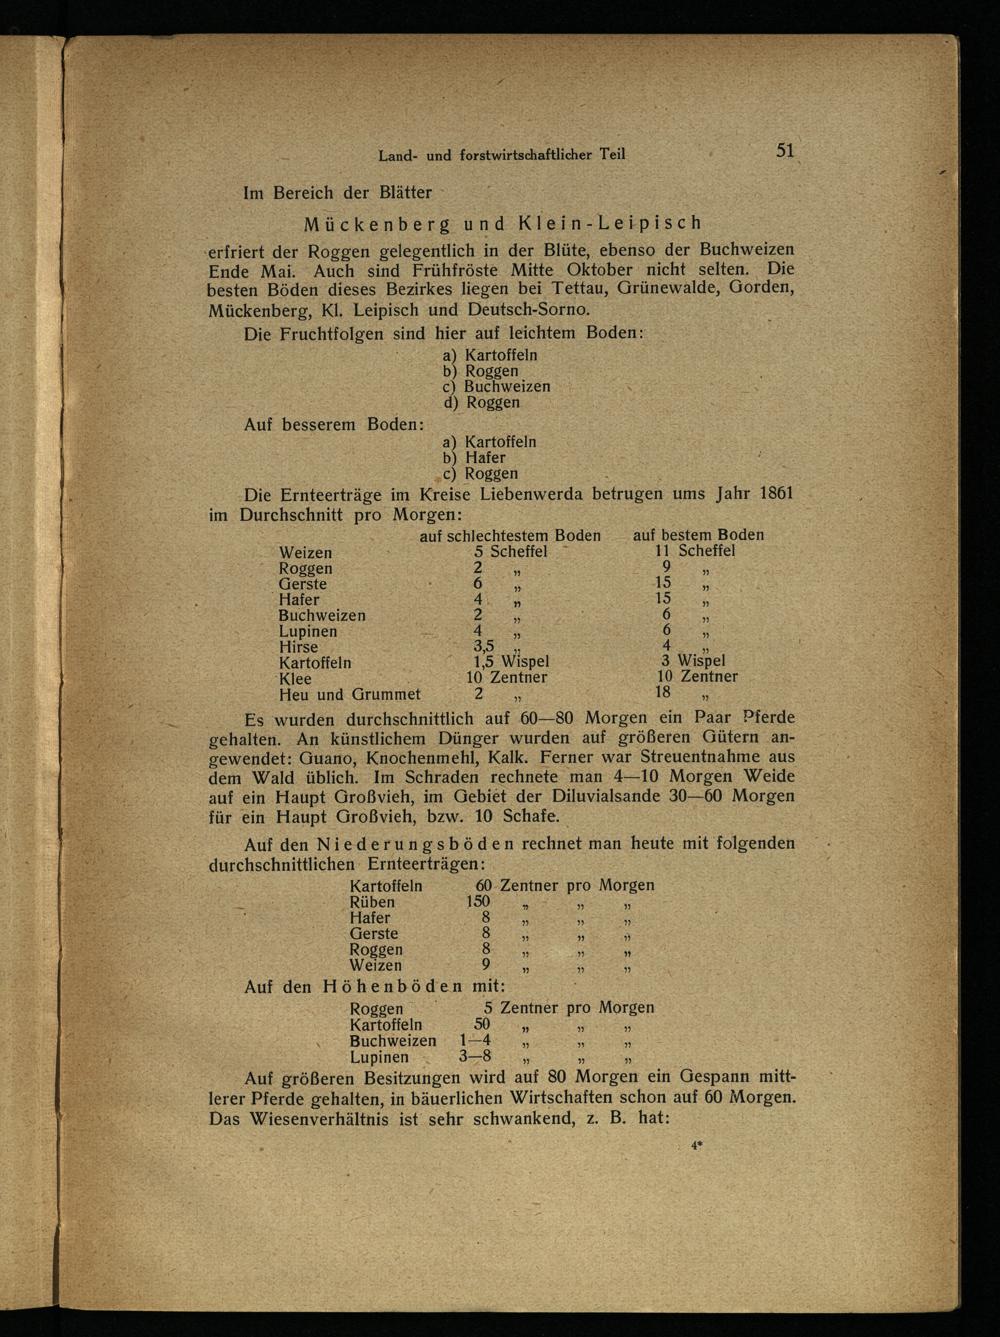 Land- und forstwirtschaftlicher Teil 51
Im Bereich der Blätter
Mückenberg und Klein-Leipisch
erfriert der Roggen gelegentlich in der Blüte, ebenso der Buchweizen
Ende Mai. Auch sind Frühfröste Mitte Oktober nicht selten. Die
besten Böden dieses Bezirkes liegen bei Tettau, Grünewalde, Gorden,
Mückenberg, Kl. Leipisch und Deutsch-Sorno.
Die Fruchtfolgen sind hier auf leichtem Boden:
a) Kartoffeln
b) Roggen
c) Buchweizen
d) Roggen
Auf besserem Boden:
a) Kartoffeln
b) Hafer
c) Roggen
Die Ernteerträge im Kreise Liebenwerda betrugen ums Jahr 1861
im Durchschnitt pro Morgen:
auf schlechtestem Boden auf bestem Boden
Weizen 5 Scheffel 11 Scheffel
Roggen 2 „ 9 „
Gerste 6 „ 15 „
Hafer 4 „ 15 „
Buchweizen 2 „ 6 „
Lupinen 4 „ 6 „
Hirse 3,5 „ 4 „
Kartoffeln 1,5 Wispel 3 Wispel
Klee 10 Zentner 10 Zentner
Heu und Grummet 2 „ 18 „
Es wurden durchschnittlich auf 60—80 Morgen ein Paar Pferde
gehalten. An künstlichem Dünger wurden auf größeren Gütern an-
gewendet: Guano, Knochenmehl, Kalk. Ferner war Streuentnahme aus
dem Wald üblich. Im Schraden rechnete man 4—10 Morgen Weide
auf ein Haupt Großvieh, im Gebiet der Diluvialsande 30—60 Morgen
für ein Haupt Großvieh, bzw. 10 Schafe.
Auf den Niederungsböden rechnet man heute mit folgenden
durchschnittlichen Ernteerträgen:
Kartoffeln 60 Zentner pro Morgen
Rüben 150 „ „ „
Hafer 8 „ „ „
Gerste 8 „ „ „
Roggen 8 „ „ „
Weizen 9 „ „ „
Auf den Höhenböden mit:
Roggen 5 Zentner pro Morgen
Kartoffeln 50 „ „ „
Buchweizen 1—4 „ „ „
Lupinen 3—8 „ „ „
Auf größeren Besitzungen wird auf 80 Morgen ein Gespann mitt-
lerer Pferde gehalten, in bäuerlichen Wirtschaften schon auf 60 Morgen.
Das Wiesenverhältnis ist sehr schwankend, z. B. hat:
4*